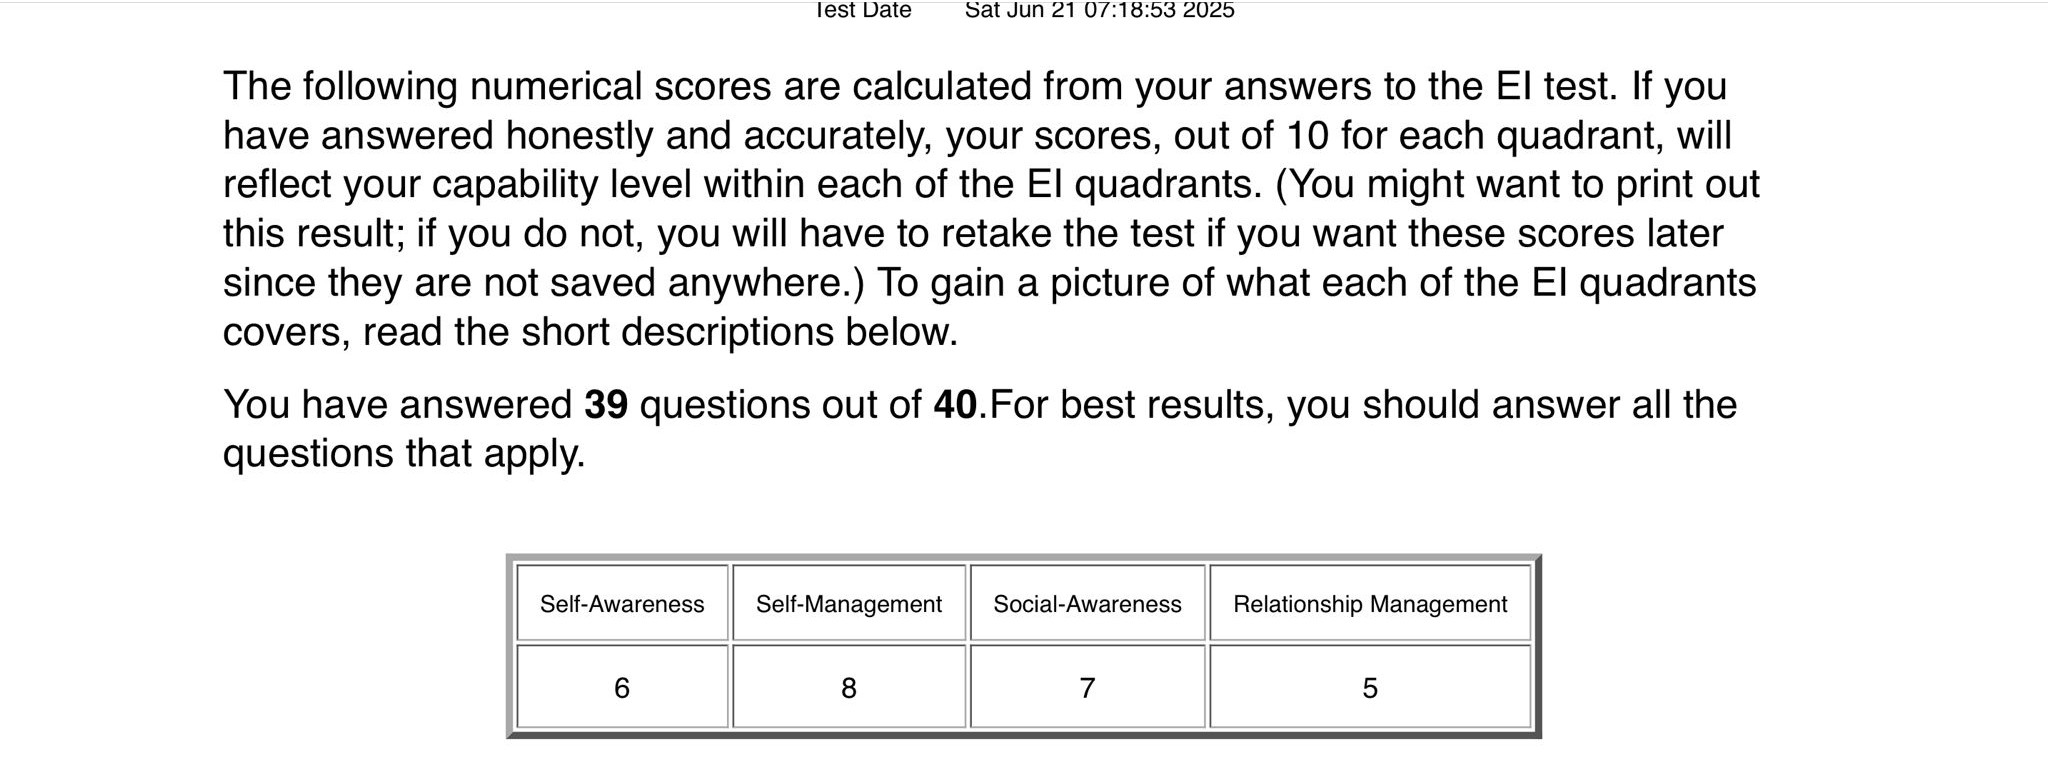 Test Date Sat Jun 21 07:18:53 2025
The following numerical scores are calculated from your answers to the EI test. If you
have answered honestly and accurately, your scores, out of 10 for each quadrant, will
reflect your capability level within each of the EI quadrants. (You might want to print out
this result; if you do not, you will have to retake the test if you want these scores later
since they are not saved anywhere.) To gain a picture of what each of the EI quadrants
covers, read the short descriptions below.
You have answered 39 questions out of 40.For best results, you should answer all the
questions that apply.
Self-Awareness Self-Management Social-Awareness Relationship Management
6 8 7 5